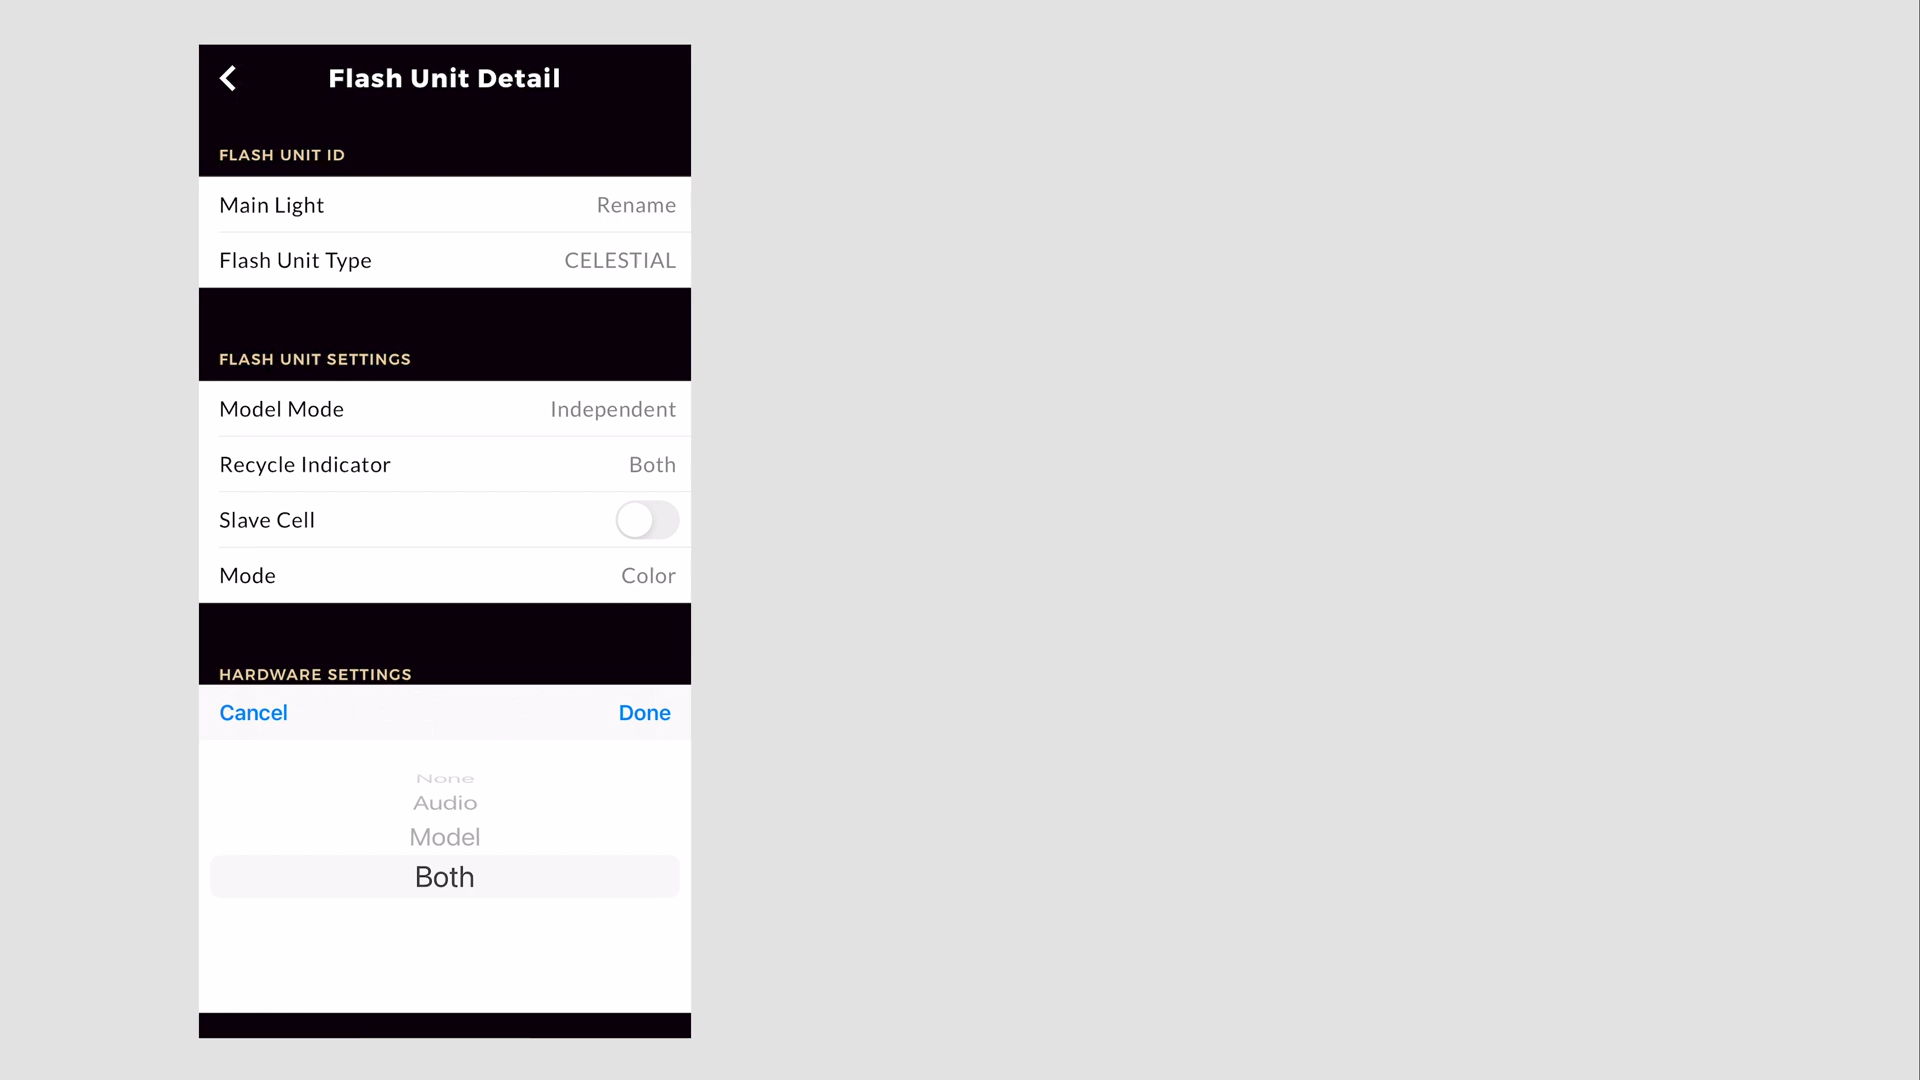 Flash Unit Detail
FLASH UNIT ID
Main Light Rename
Flash Unit Type CELESTIAL
FLASH UNIT SETTINGS
Model Mode Independent
Recycle Indicator Both
Slave Cell
Mode Color
HARDWARE SETTINGS
Cancel Done
None
Audio
Model
Both